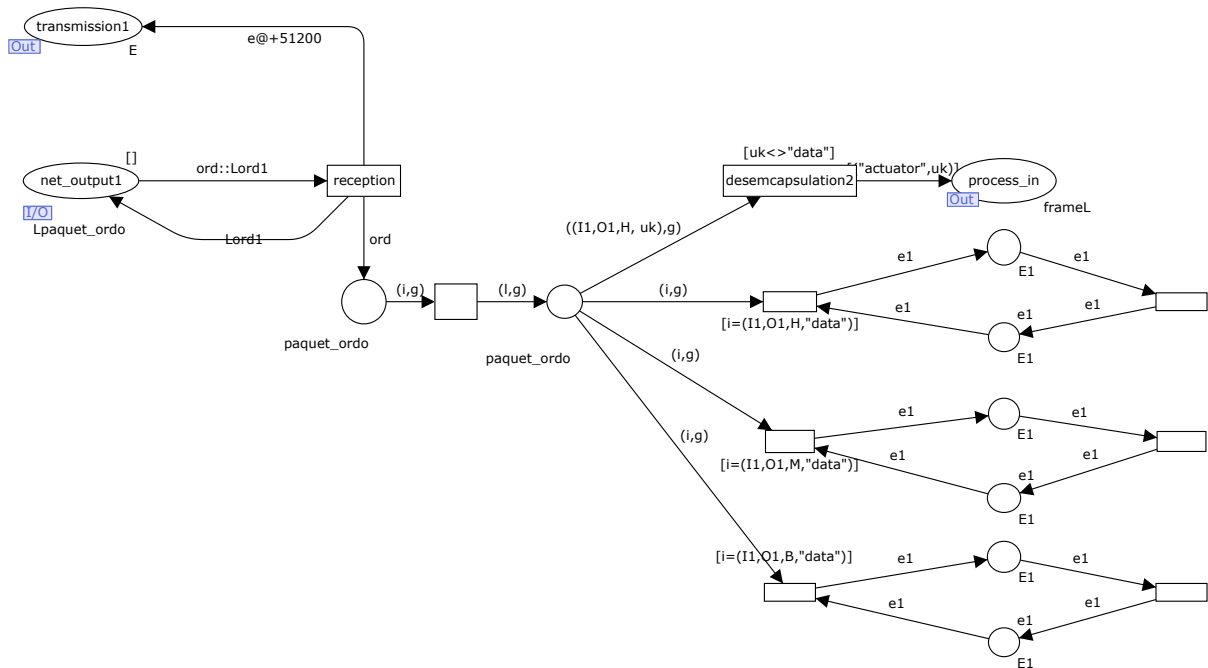 transmission1
Out
E
e@+51200
[]
net_output1
I/O
Lpaquet_ordo
ord::Lord1
reception
Lord1
ord
paquet_ordo
(i,g)
(l,g)
paquet_ordo
[uk<>"data"]
desemcapsulation2
("actuator",uk)]
process_in
Out
frameL
((I1,O1,H, uk),g)
(i,g)
[i=(I1,O1,H,"data")]
e1
E1
e1
e1
E1
e1
(i,g)
[i=(I1,O1,M,"data")]
e1
E1
e1
e1
E1
e1
(i,g)
[i=(I1,O1,B,"data")]
e1
E1
e1
e1
E1
e1